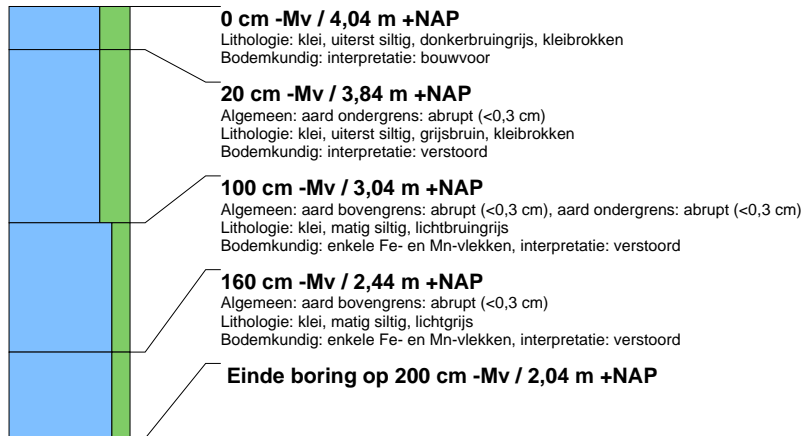 0 cm -Mv / 4,04 m +NAP
Lithologie: klei, uiterst siltig, donkerbruingrijs, kleibrokken
Bodemkundig: interpretatie: bouwvoor
20 cm -Mv / 3,84 m +NAP
Algemeen: aard ondergrens: abrupt (<0,3 cm)
Lithologie: klei, uiterst siltig, grijsbruin, kleibrokken
Bodemkundig: interpretatie: verstoord
100 cm -Mv / 3,04 m +NAP
Algemeen: aard bovengrens: abrupt (<0,3 cm), aard ondergrens: abrupt (<0,3 cm)
Lithologie: klei, matig siltig, lichtbruingrijs
Bodemkundig: enkele Fe- en Mn-vlekken, interpretatie: verstoord
160 cm -Mv / 2,44 m +NAP
Algemeen: aard bovengrens: abrupt (<0,3 cm)
Lithologie: klei, matig siltig, lichtgrijs
Bodemkundig: enkele Fe- en Mn-vlekken, interpretatie: verstoord
Einde boring op 200 cm -Mv / 2,04 m +NAP